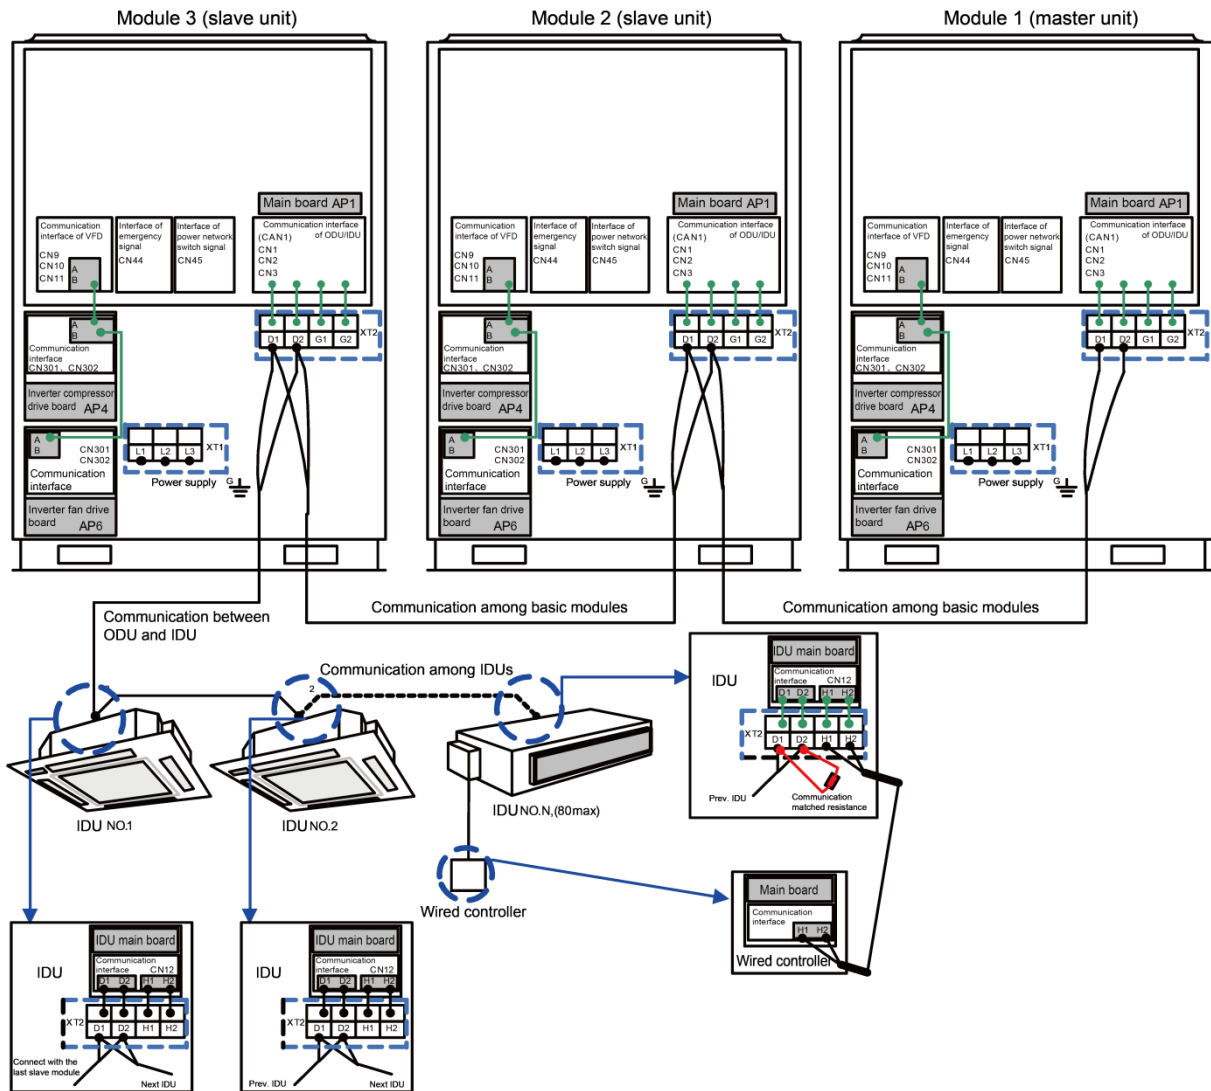 Module 3 (slave unit)
Module 2 (slave unit)
Module 1 (master unit)
Main board AP1
Communication
interface of VFD
CN9
CN10
CN11
A
B
Interface of
emergency
signal
CN44
Interface of
power network
switch signal
CN45
Communication interface
of ODU/IDU
(CAN1)
CN1
CN2
CN3
A
B
Communication
interface
CN301、CN302
Inverter compressor
drive board AP4
A
B
CN301
CN302
Communication
interface
Inverter fan drive
board AP6
D1 D2 G1 G2
XT2
L1 L2 L3
XT1
Power supply
G
Main board AP1
Communication
interface of VFD
CN9
CN10
CN11
A
B
Interface of
emergency
signal
CN44
Interface of
power network
switch signal
CN45
Communication interface
of ODU/IDU
(CAN1)
CN1
CN2
CN3
A
B
Communication
interface
CN301、CN302
Inverter compressor
drive board AP4
A
B
CN301
CN302
Communication
interface
Inverter fan drive
board AP6
D1 D2 G1 G2
XT2
L1 L2 L3
XT1
Power supply
G
Main board AP1
Communication
interface of VFD
CN9
CN10
CN11
A
B
Interface of
emergency
signal
CN44
Interface of
power network
switch signal
CN45
Communication interface
of ODU/IDU
(CAN1)
CN1
CN2
CN3
A
B
Communication
interface
CN301、CN302
Inverter compressor
drive board AP4
A
B
CN301
CN302
Communication
interface
Inverter fan drive
board AP6
D1 D2 G1 G2
XT2
L1 L2 L3
XT1
Power supply
G
Communication between
ODU and IDU
Communication among basic modules
Communication among basic modules
Communication among IDUs
2
IDU NO.1
IDU NO.2
IDU NO.N,(80max)
Wired controller
IDU
IDU main board
Communication
interface CN12
D1 D2 H1 H2
XT2
D1 D2 H1 H2
Prev. IDU
Communication
matched resistance
Main board
Communication
interface
H1 H2
Wired controller
IDU
IDU main board
Communication
interface CN12
D1 D2 H1 H2
XT2
D1 D2 H1 H2
Connect with the
last slave module
Next IDU
IDU
IDU main board
Communication
interface CN12
D1 D2 H1 H2
XT2
D1 D2 H1 H2
Prev. IDU
Next IDU